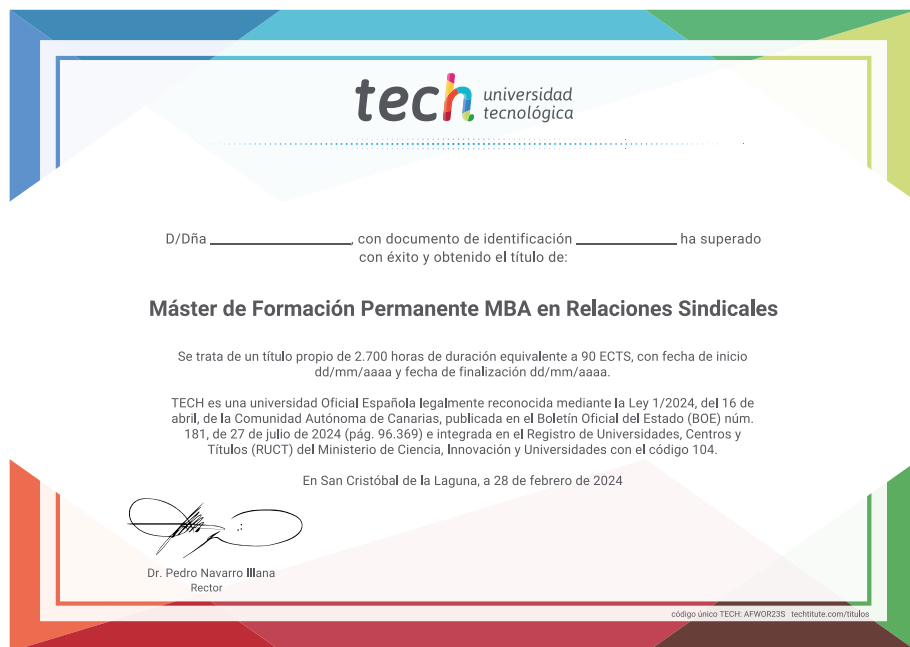 tech universidad
tecnológica
D/Dña ________________, con documento de identificación ____________ ha superado
con éxito y obtenido el título de:
Máster de Formación Permanente MBA en Relaciones Sindicales
Se trata de un título propio de 2.700 horas de duración equivalente a 90 ECTS, con fecha de inicio
dd/mm/aaaa y fecha de finalización dd/mm/aaaa.
TECH es una universidad Oficial Española legalmente reconocida mediante la Ley 1/2024, del 16 de
abril, de la Comunidad Autónoma de Canarias, publicada en el Boletín Oficial del Estado (BOE) núm.
181, de 27 de julio de 2024 (pág. 96.369) e integrada en el Registro de Universidades, Centros y
Títulos (RUCT) del Ministerio de Ciencia, Innovación y Universidades con el código 104.
En San Cristóbal de la Laguna, a 28 de febrero de 2024
Dr. Pedro Navarro Illana
Rector
código único TECH: AFWOR23S techtitute.com/titulos